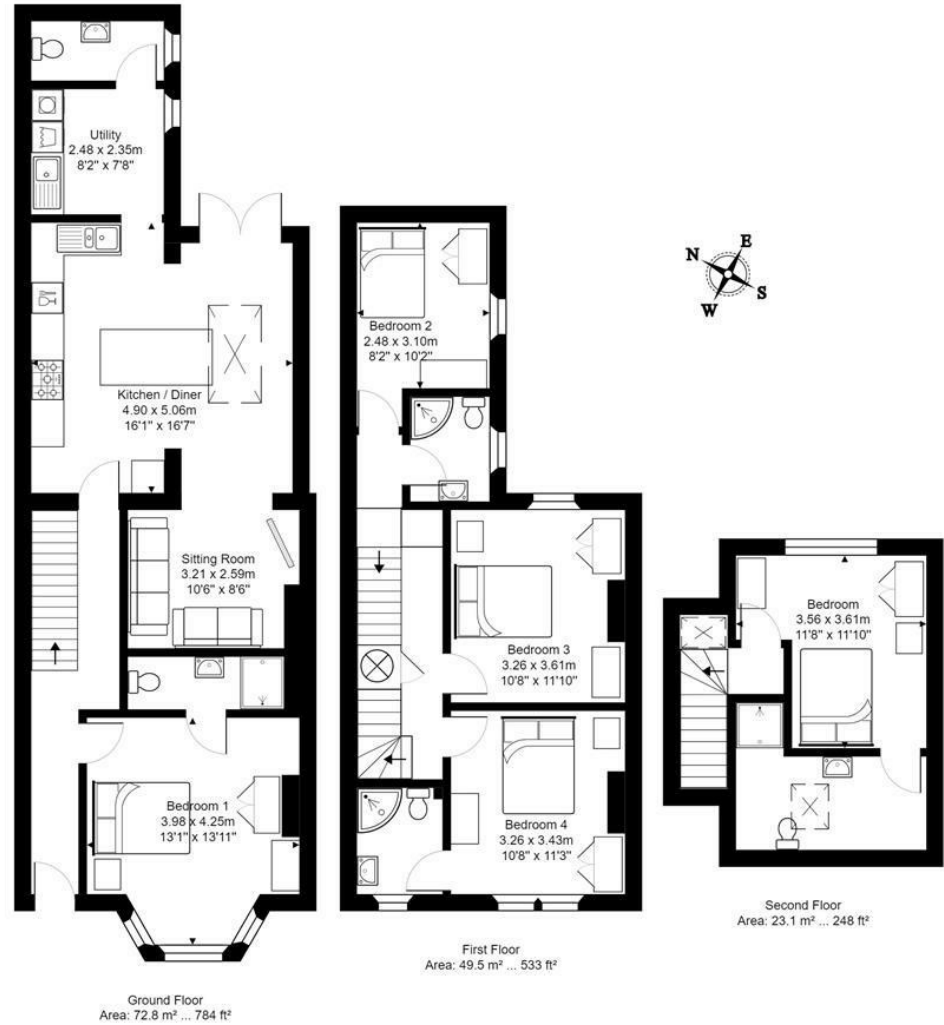 Utility
2.48 x 2.35m
8'2" x 7'8"
Kitchen / Diner
4.90 x 5.06m
16'1" x 16'7"
Sitting Room
3.21 x 2.59m
10'6" x 8'6"
Bedroom 1
3.98 x 4.25m
13'1" x 13'11"
Ground Floor
Area: 72.8 m² ... 784 ft²
Bedroom 2
2.48 x 3.10m
8'2" x 10'2"
Bedroom 3
3.26 x 3.61m
10'8" x 11'10"
Bedroom 4
3.26 x 3.43m
10'8" x 11'3"
First Floor
Area: 49.5 m² ... 533 ft²
N
E
S
W
Bedroom
3.56 x 3.61m
11'8" x 11'10"
Second Floor
Area: 23.1 m² ... 248 ft²